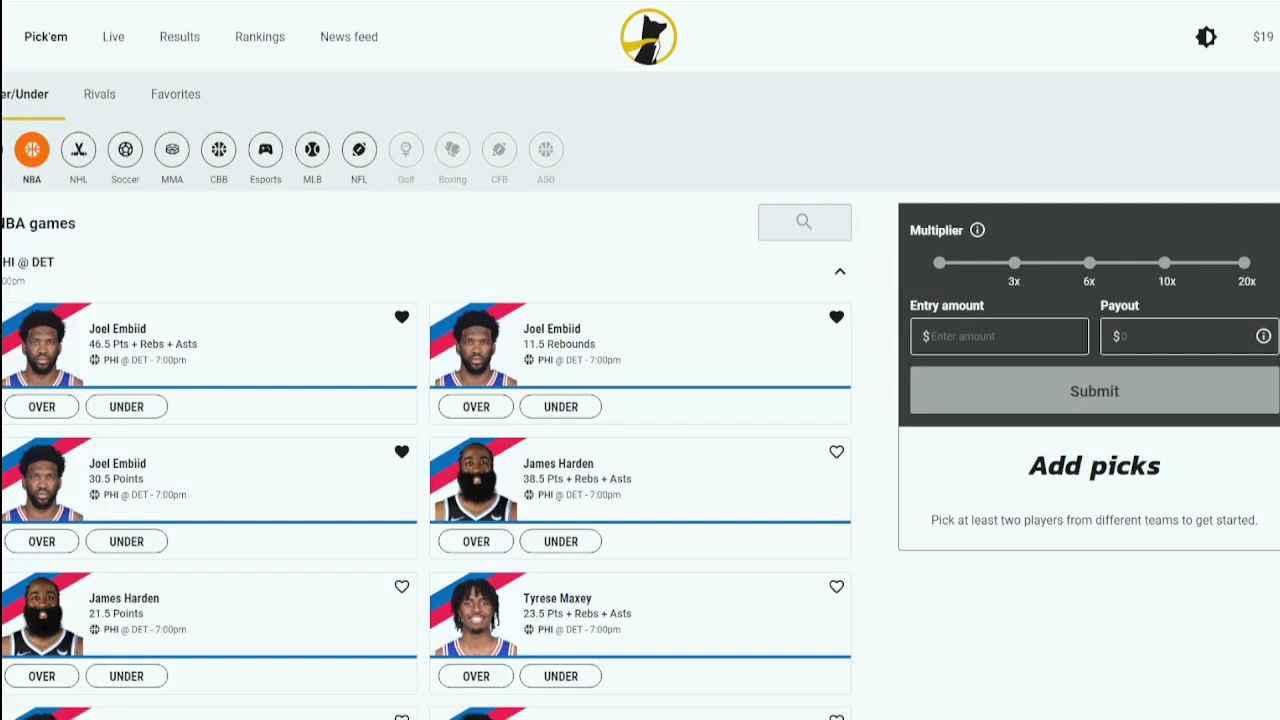 Pick'em Live Results Rankings News feed $19
er/Under Rivals Favorites
NBA NHL Soccer MMA CBB Esports MLB NFL Golf Boxing CFB ASG
NBA games
HI @ DET
00pm
Joel Embiid
46.5 Pts + Rebs + Asts
PHI @ DET - 7:00pm
OVER UNDER
Joel Embiid
11.5 Rebounds
PHI @ DET - 7:00pm
OVER UNDER
Joel Embiid
30.5 Points
PHI @ DET - 7:00pm
OVER UNDER
James Harden
38.5 Pts + Rebs + Asts
PHI @ DET - 7:00pm
OVER UNDER
James Harden
21.5 Points
PHI @ DET - 7:00pm
OVER UNDER
Tyrese Maxey
23.5 Pts + Rebs + Asts
PHI @ DET - 7:00pm
OVER UNDER
Multiplier
3x 6x 10x 20x
Entry amount Payout
$ Enter amount $ 0
Submit
Add picks
Pick at least two players from different teams to get started.